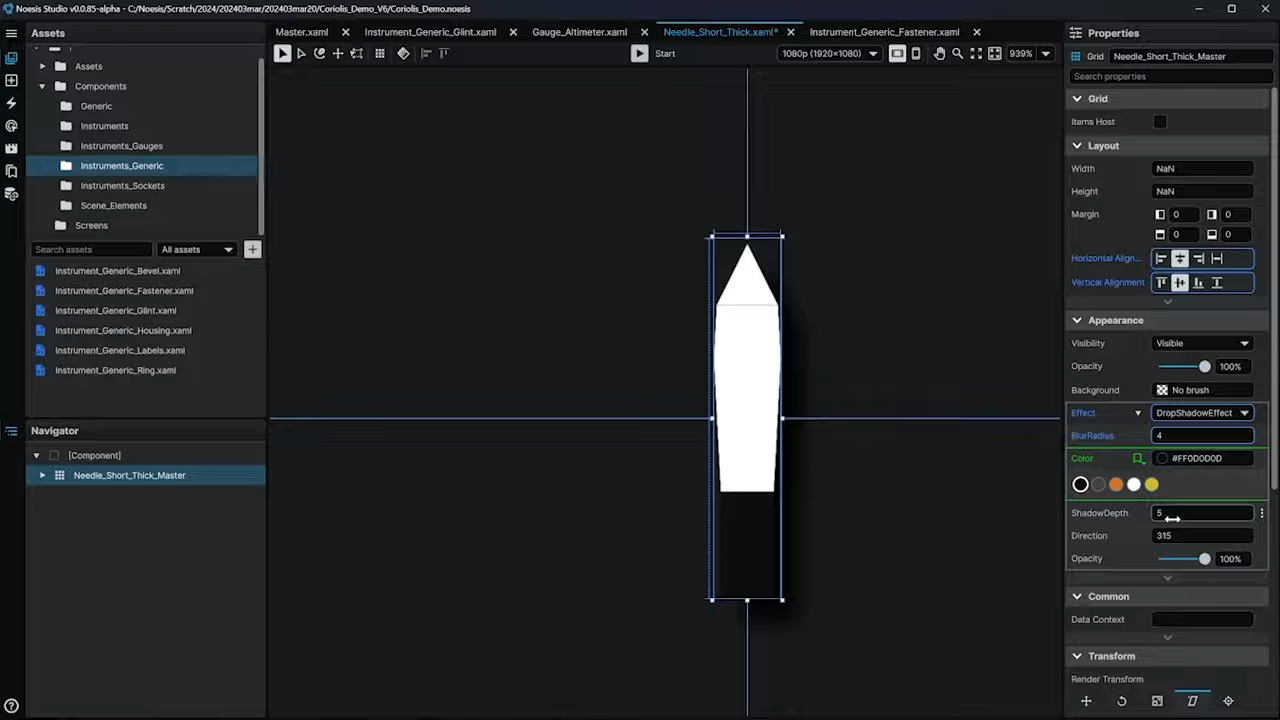 Noesis Studio v0.0.85-alpha - C:/Noesis/Scratch/2024/202403mar/202403mar20/Coriolis_Demo_V6/Coriolis_Demo.noesis
Assets
Master.xaml
Instrument_Generic_Glint.xaml
Gauge_Altimeter.xaml
Needle_Short_Thick.xaml*
Instrument_Generic_Fastener.xaml
Properties
Start
1080p (1920×1080)
939%
Grid
Needle_Short_Thick_Master
Search properties
Assets
Components
Generic
Instruments
Instruments_Gauges
Instruments_Generic
Instruments_Sockets
Scene_Elements
Screens
Search assets
All assets
Instrument_Generic_Bevel.xaml
Instrument_Generic_Fastener.xaml
Instrument_Generic_Glint.xaml
Instrument_Generic_Housing.xaml
Instrument_Generic_Labels.xaml
Instrument_Generic_Ring.xaml
Navigator
[Component]
Needle_Short_Thick_Master
Grid
Items Host
Layout
Width NaN
Height NaN
Margin 0 0
0 0
Horizontal Align...
Vertical Alignment
Appearance
Visibility Visible
Opacity 100%
Background No brush
Effect DropShadowEffect
BlurRadius 4
Color #FF0D0D0D
ShadowDepth 5
Direction 315
Opacity 100%
Common
Data Context
Transform
Render Transform